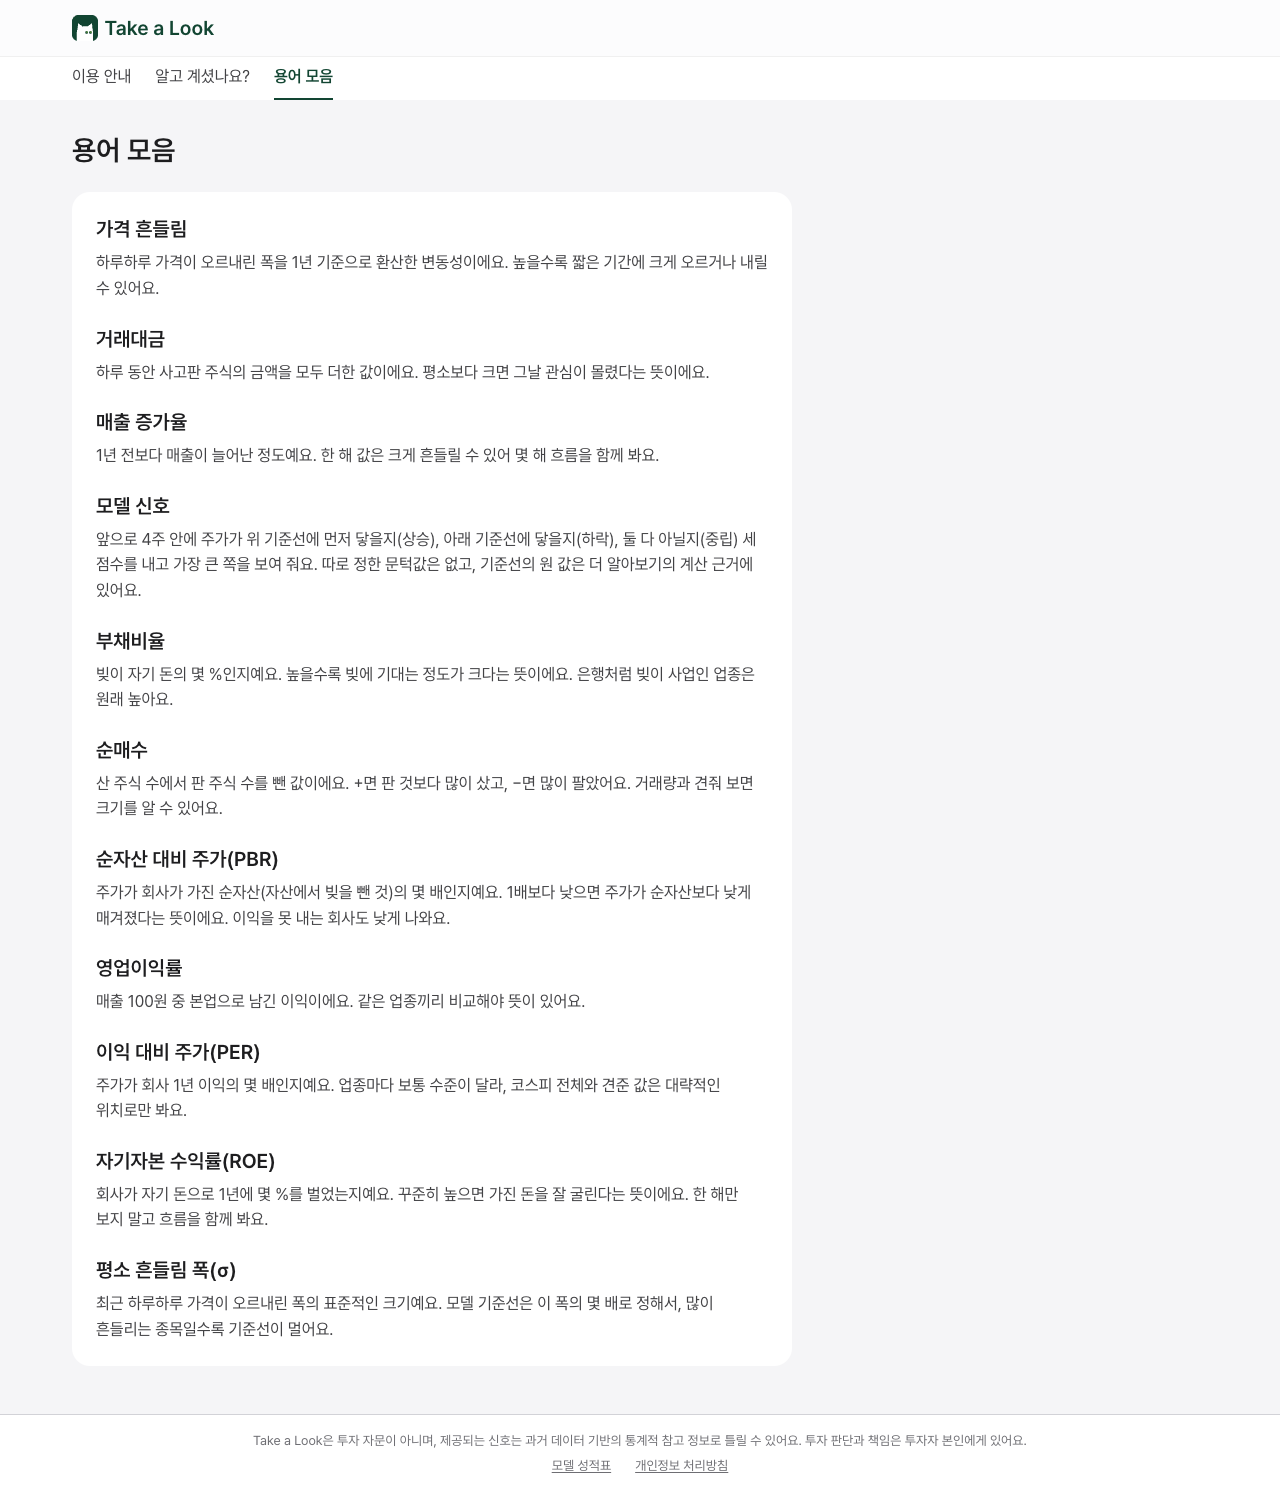 Take a Look
이용 안내 알고 계셨나요? 용어 모음
용어 모음
가격 흔들림
하루하루 가격이 오르내린 폭을 1년 기준으로 환산한 변동성이에요. 높을수록 짧은 기간에 크게 오르거나 내릴
수 있어요.
거래대금
하루 동안 사고판 주식의 금액을 모두 더한 값이에요. 평소보다 크면 그날 관심이 몰렸다는 뜻이에요.
매출 증가율
1년 전보다 매출이 늘어난 정도예요. 한 해 값은 크게 흔들릴 수 있어 몇 해 흐름을 함께 봐요.
모델 신호
앞으로 4주 안에 주가가 위 기준선에 먼저 닿을지(상승), 아래 기준선에 닿을지(하락), 둘 다 아닐지(중립) 세
점수를 내고 가장 큰 쪽을 보여 줘요. 따로 정한 문턱값은 없고, 기준선의 원 값은 더 알아보기의 계산 근거에
있어요.
부채비율
빚이 자기 돈의 몇 %인지예요. 높을수록 빚에 기대는 정도가 크다는 뜻이에요. 은행처럼 빚이 사업인 업종은
원래 높아요.
순매수
산 주식 수에서 판 주식 수를 뺀 값이에요. +면 판 것보다 많이 샀고, −면 많이 팔았어요. 거래량과 견줘 보면
크기를 알 수 있어요.
순자산 대비 주가(PBR)
주가가 회사가 가진 순자산(자산에서 빚을 뺀 것)의 몇 배인지예요. 1배보다 낮으면 주가가 순자산보다 낮게
매겨졌다는 뜻이에요. 이익을 못 내는 회사도 낮게 나와요.
영업이익률
매출 100원 중 본업으로 남긴 이익이에요. 같은 업종끼리 비교해야 뜻이 있어요.
이익 대비 주가(PER)
주가가 회사 1년 이익의 몇 배인지예요. 업종마다 보통 수준이 달라, 코스피 전체와 견준 값은 대략적인
위치로만 봐요.
자기자본 수익률(ROE)
회사가 자기 돈으로 1년에 몇 %를 벌었는지예요. 꾸준히 높으면 가진 돈을 잘 굴린다는 뜻이에요. 한 해만
보지 말고 흐름을 함께 봐요.
평소 흔들림 폭(σ)
최근 하루하루 가격이 오르내린 폭의 표준적인 크기예요. 모델 기준선은 이 폭의 몇 배로 정해서, 많이
흔들리는 종목일수록 기준선이 멀어요.
Take a Look은 투자 자문이 아니며, 제공되는 신호는 과거 데이터 기반의 통계적 참고 정보로 틀릴 수 있어요. 투자 판단과 책임은 투자자 본인에게 있어요.
모델 성적표 개인정보 처리방침